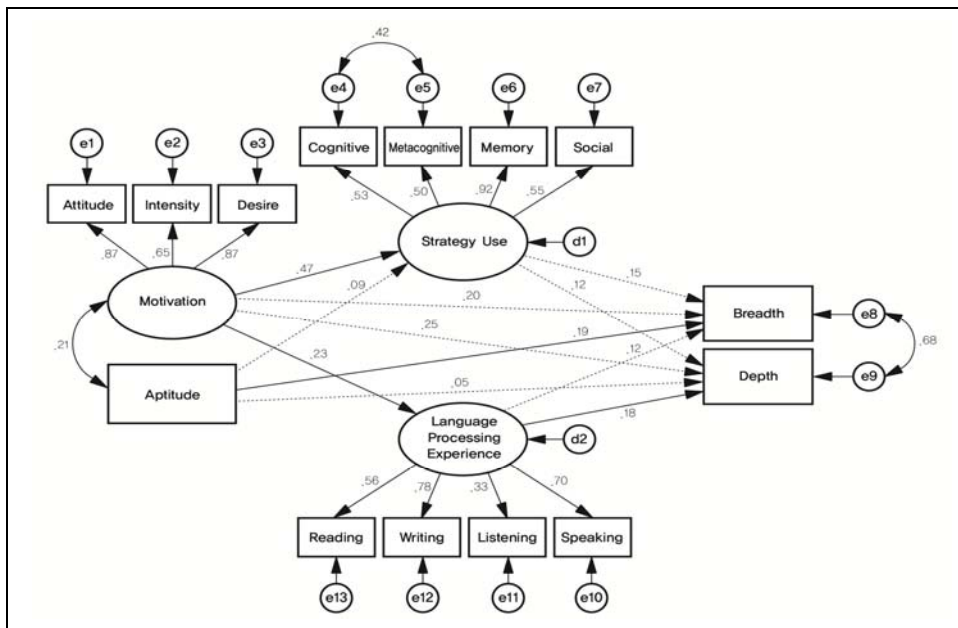 .42
e4
e5
e6
e7
e1
e2
e3
Cognitive
Metacognitive
Memory
Social
Attitude
Intensity
Desire
.53
.50
.92
.55
.87
.65
.87
Strategy Use
d1
.47
.09
.15
.12
Motivation
.20
Breadth
e8
.25
.19
.21
.23
.12
.68
Aptitude
.05
Depth
e9
.18
Language
Processing
Experience
d2
.56
.78
.33
.70
Reading
Writing
Listening
Speaking
e13
e12
e11
e10